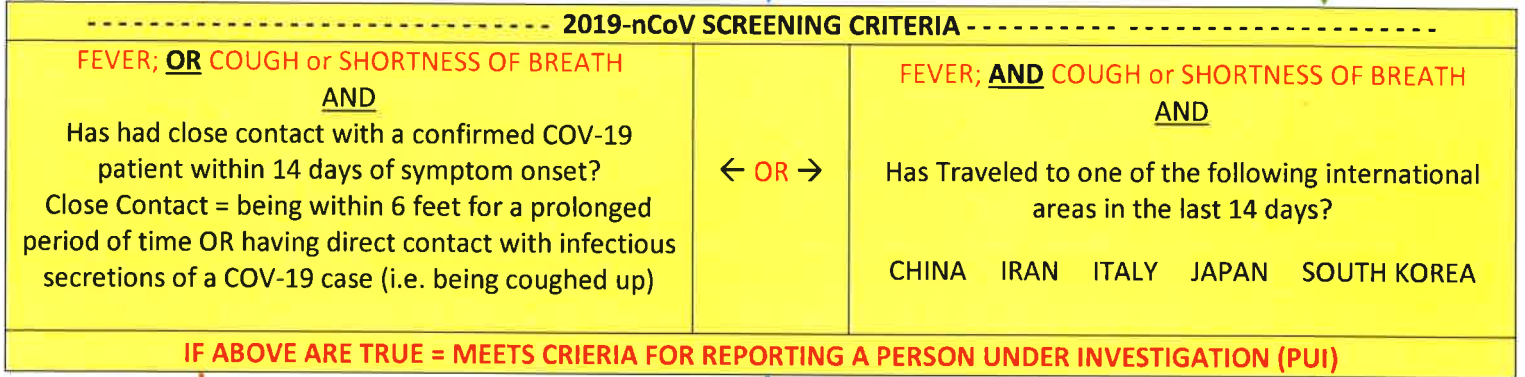 - - - - - - - - - - - - - - - - - - - - - - - - - - - - 2019-nCoV SCREENING CRITERIA - - - - - - - - - - - - - - - - - - - - - - - - - - -
FEVER; OR COUGH or SHORTNESS OF BREATH
AND
Has had close contact with a confirmed COV-19
patient within 14 days of symptom onset?
Close Contact = being within 6 feet for a prolonged
period of time OR having direct contact with infectious
secretions of a COV-19 case (i.e. being coughed up)
← OR →
FEVER; AND COUGH or SHORTNESS OF BREATH
AND
Has Traveled to one of the following international
areas in the last 14 days?
CHINA IRAN ITALY JAPAN SOUTH KOREA
IF ABOVE ARE TRUE = MEETS CRIERIA FOR REPORTING A PERSON UNDER INVESTIGATION (PUI)